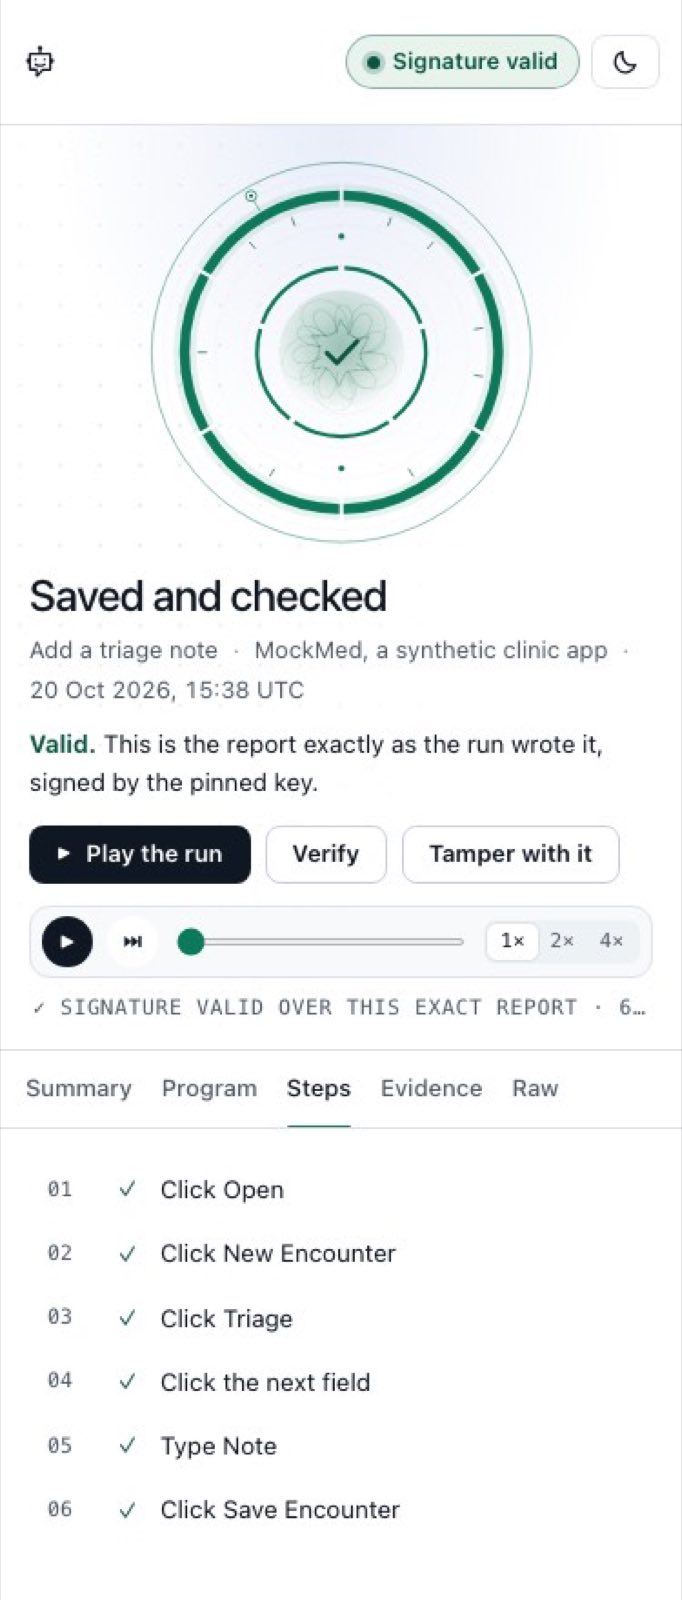 Signature valid
Saved and checked
Add a triage note · MockMed, a synthetic clinic app ·
20 Oct 2026, 15:38 UTC
Valid. This is the report exactly as the run wrote it,
signed by the pinned key.
Play the run
Verify
Tamper with it
1× 2× 4×
✓ SIGNATURE VALID OVER THIS EXACT REPORT · 6…
Summary Program Steps Evidence Raw
01 ✓ Click Open
02 ✓ Click New Encounter
03 ✓ Click Triage
04 ✓ Click the next field
05 ✓ Type Note
06 ✓ Click Save Encounter